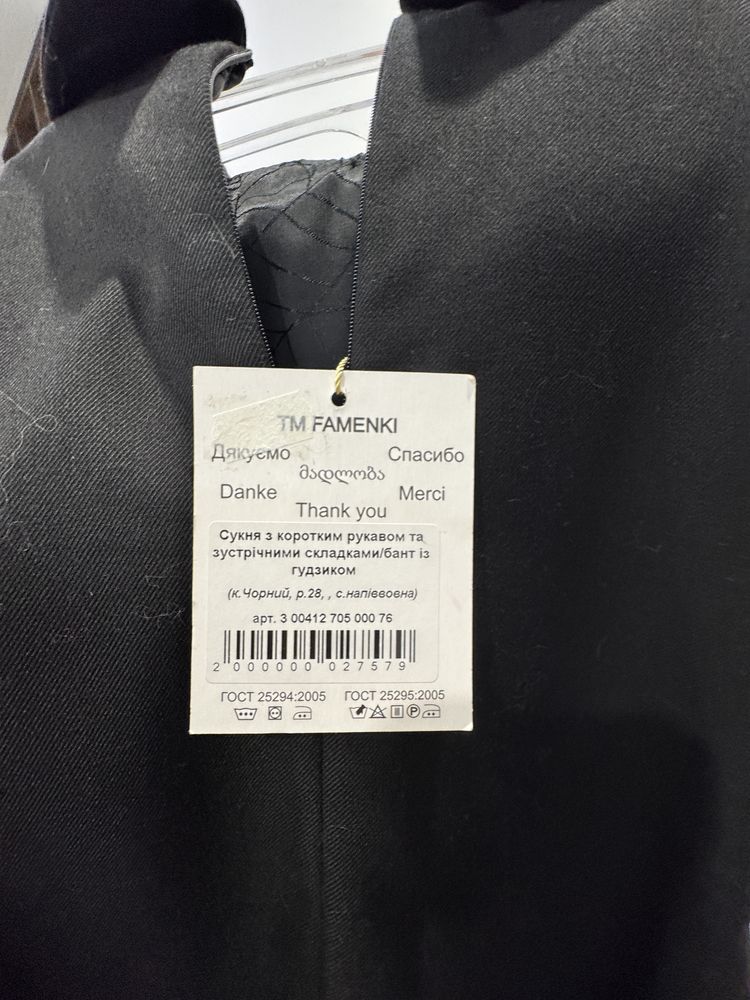 TM FAMENKI
Дякуємо Спасибо
მადლობა
Danke Merci
Thank you
Сукня з коротким рукавом та
зустрічними складками/бант із
гудзиком
(к.Чорний, р.28, , с.напіввовна)
арт. 3 00412 705 000 76
2 000000 027579
ГОСТ 25294:2005 ГОСТ 25295:2005